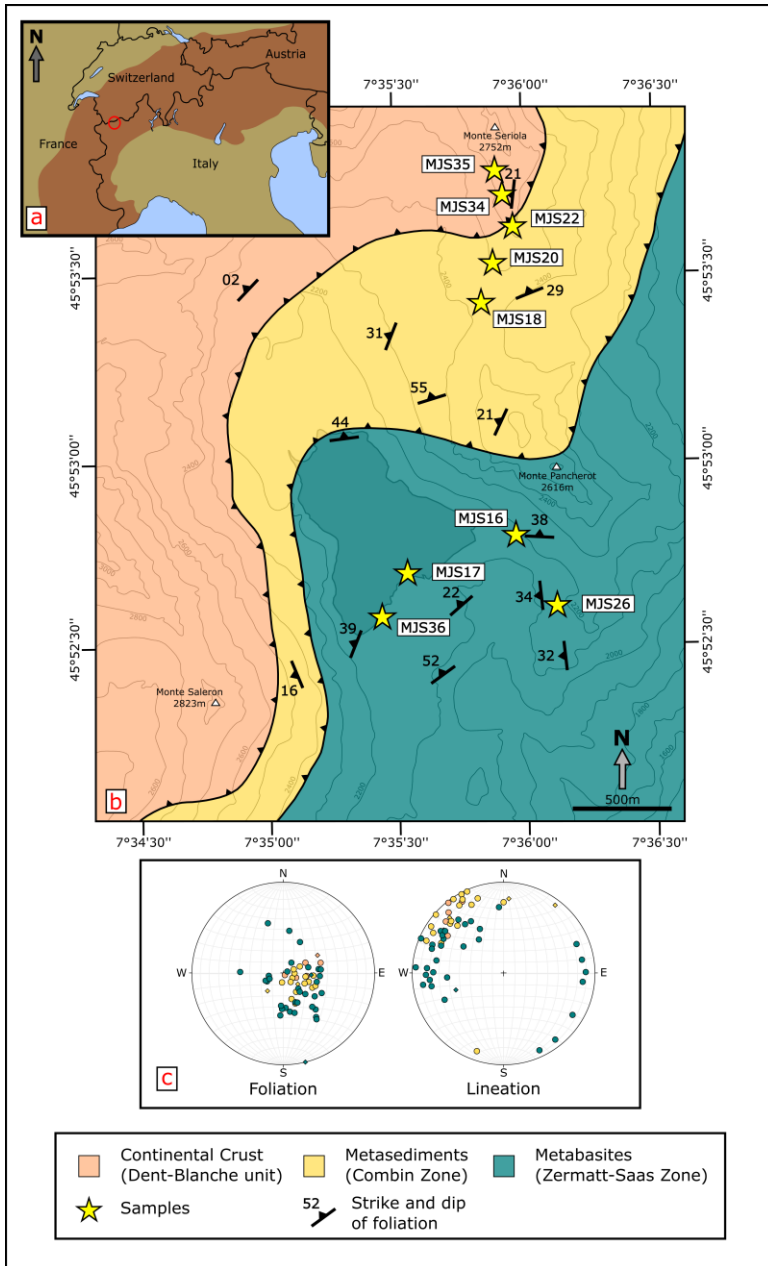 N
Austria
Switzerland
France
Italy
a
7°35'30''
7°36'00''
7°36'30''
Monte Seriola
2752m
MJS35
21
MJS34
MJS22
MJS20
MJS18
45°53'30''
45°53'30''
02
29
2400
2200
31
55
21
44
2200
45°53'00''
45°53'00''
Monte Pancherot
2616m
MJS16
38
MJS17
22
34
MJS26
MJS36
39
52
32
45°52'30''
45°52'30''
16
Monte Saleron
2823m
N
500m
b
7°34'30''
7°35'00''
7°35'30''
7°36'00''
7°36'30''
N
N
W
E
W
E
S
S
Foliation
Lineation
c
Continental Crust
(Dent-Blanche unit)
Metasediments
(Combin Zone)
Metabasites
(Zermatt-Saas Zone)
Samples
52
Strike and dip
of foliation